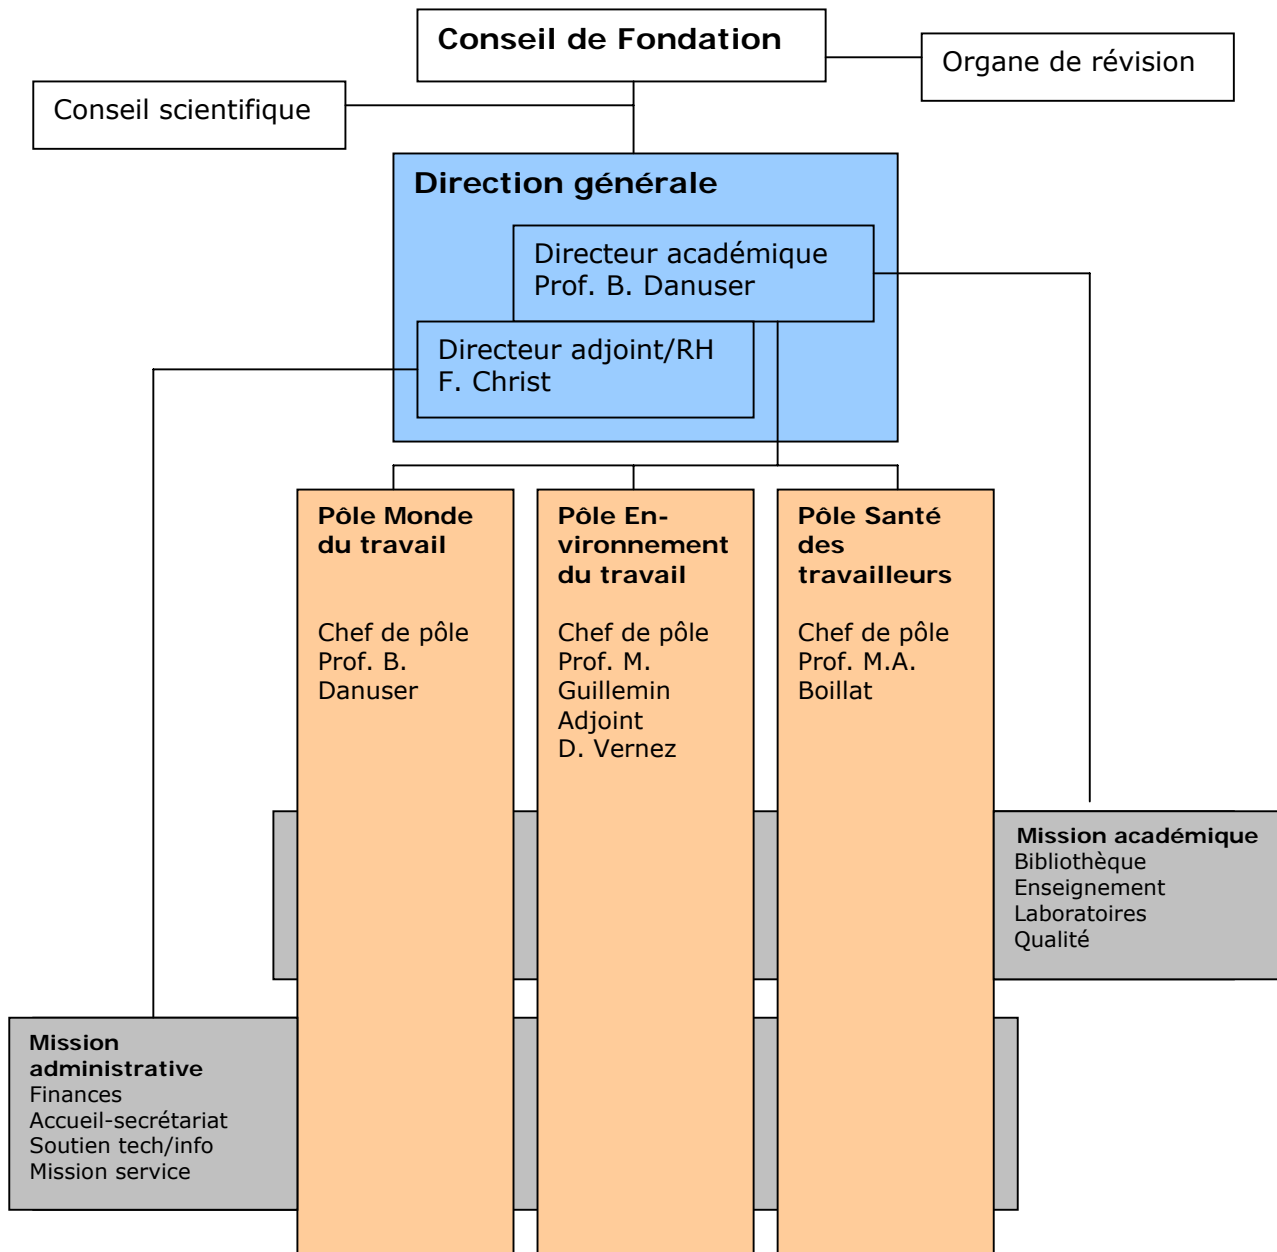 Conseil de Fondation
Organe de révision
Conseil scientifique
Direction générale
Directeur académique
Prof. B. Danuser
Directeur adjoint/RH
F. Christ
Pôle Monde
du travail
Chef de pôle
Prof. B.
Danuser
Pôle En-
vironnement
du travail
Chef de pôle
Prof. M.
Guillemin
Adjoint
D. Vernez
Pôle Santé
des
travailleurs
Chef de pôle
Prof. M.A.
Boillat
Mission académique
Bibliothèque
Enseignement
Laboratoires
Qualité
Mission
administrative
Finances
Accueil-secrétariat
Soutien tech/info
Mission service